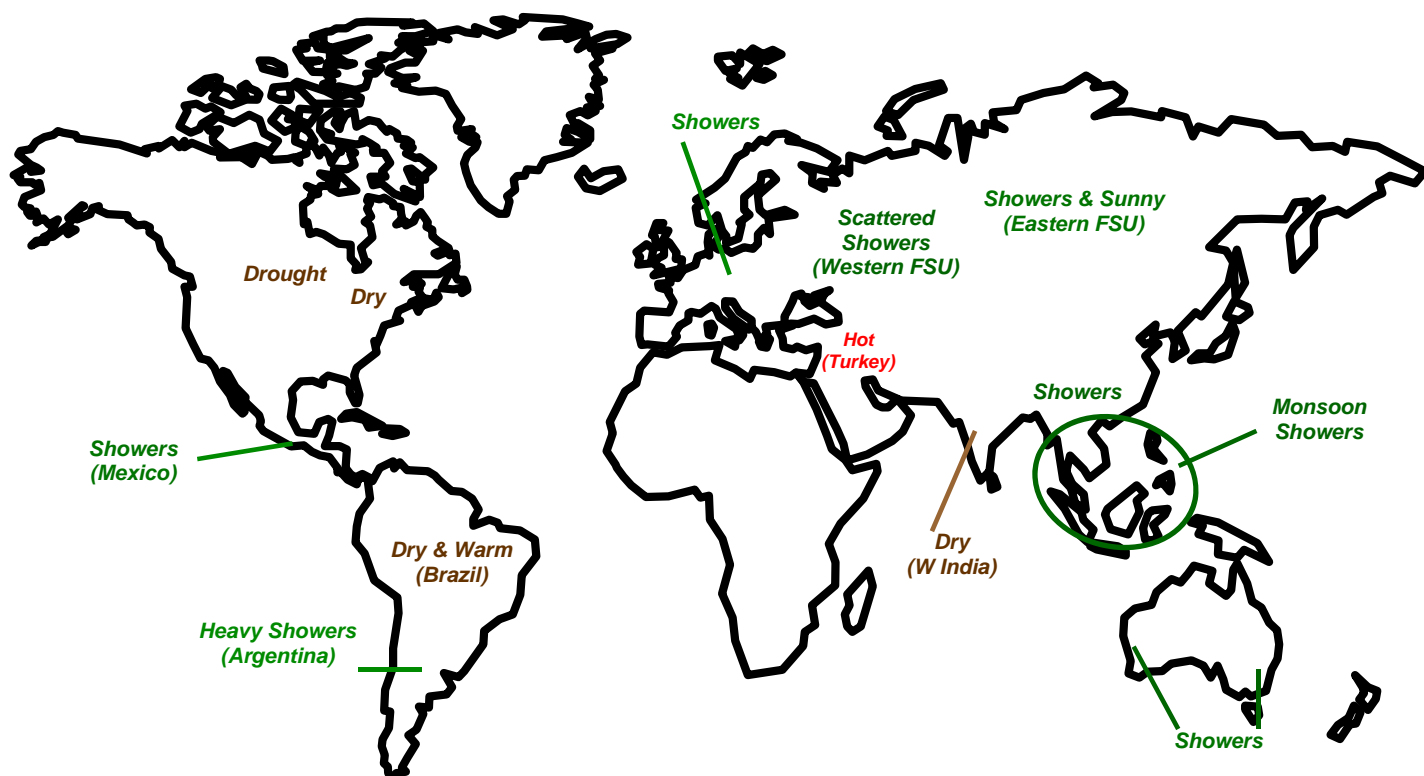 Showers
Showers & Sunny
(Eastern FSU)
Scattered
Showers
(Western FSU)
Drought
Dry
Hot
(Turkey)
Showers
Monsoon
Showers
Showers
(Mexico)
Dry & Warm
(Brazil)
Dry
(W India)
Heavy Showers
(Argentina)
Showers